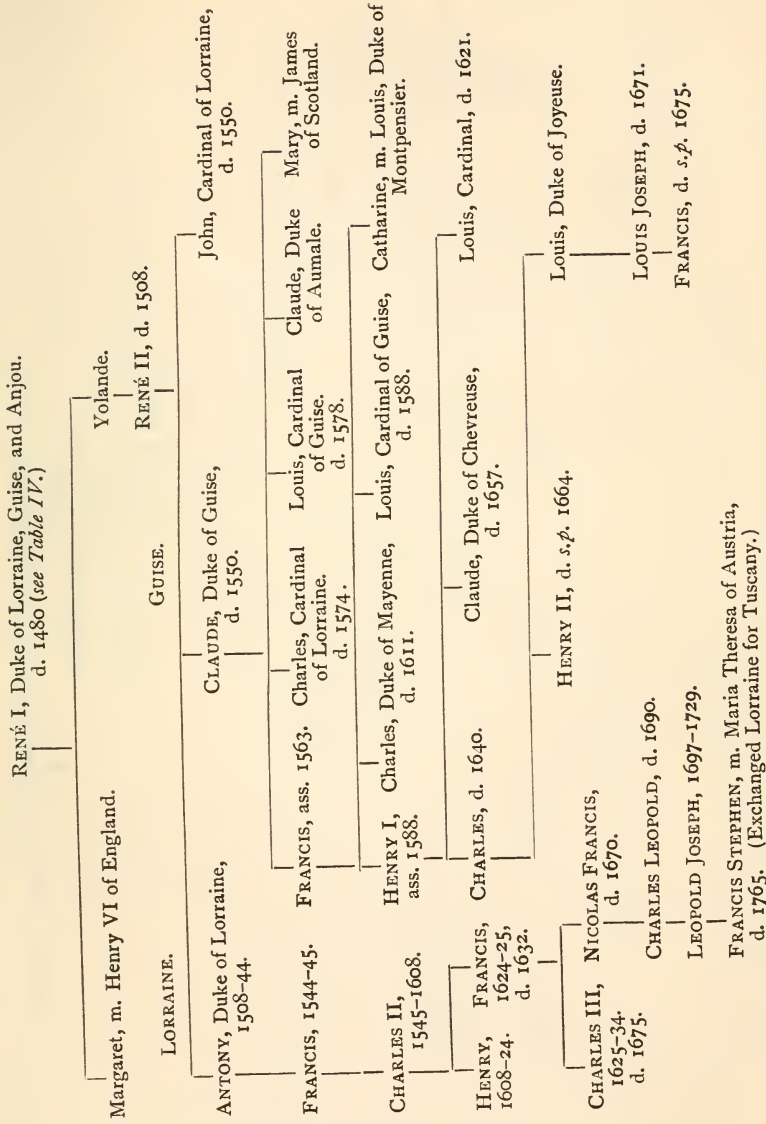 RENÉ I, Duke of Lorraine, Guise, and Anjou.
d. 1480 (see Table IV.)
Margaret, m. Henry VI of England.
Yolande.
RENÉ II, d. 1508.
LORRAINE.
GUISE.
ANTONY, Duke of Lorraine,
1508–44.
CLAUDE, Duke of Guise,
d. 1550.
John, Cardinal of Lorraine,
d. 1550.
FRANCIS, 1544–45.
FRANCIS, ass. 1563.
Charles, Cardinal
of Lorraine.
d. 1574.
Louis, Cardinal
of Guise.
d. 1578.
Claude, Duke
of Aumale.
Mary, m. James
of Scotland.
CHARLES II,
1545–1608.
HENRY I,
ass. 1588.
Charles, Duke of Mayenne,
d. 1611.
Louis, Cardinal of Guise,
d. 1588.
Catharine, m. Louis, Duke of
Montpensier.
HENRY,
1608–24.
FRANCIS,
1624–25,
d. 1632.
CHARLES, d. 1640.
Claude, Duke of Chevreuse,
d. 1657.
Louis, Cardinal, d. 1621.
CHARLES III,
1625–34.
d. 1675.
NICOLAS FRANCIS,
d. 1670.
HENRY II, d. s.p. 1664.
Louis, Duke of Joyeuse.
CHARLES LEOPOLD, d. 1690.
LOUIS JOSEPH, d. 1671.
LEOPOLD JOSEPH, 1697–1729.
FRANCIS, d. s.p. 1675.
FRANCIS STEPHEN, m. Maria Theresa of Austria,
d. 1765. (Exchanged Lorraine for Tuscany.)